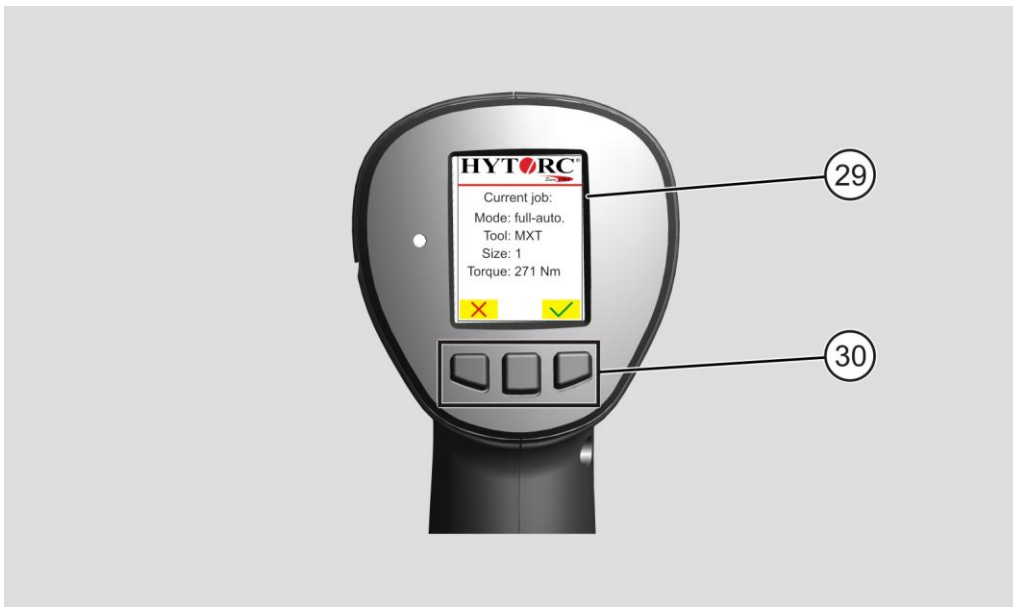 HYTORC®
Current job:
Mode: full-auto.
Tool: MXT
Size: 1
Torque: 271 Nm
29
30